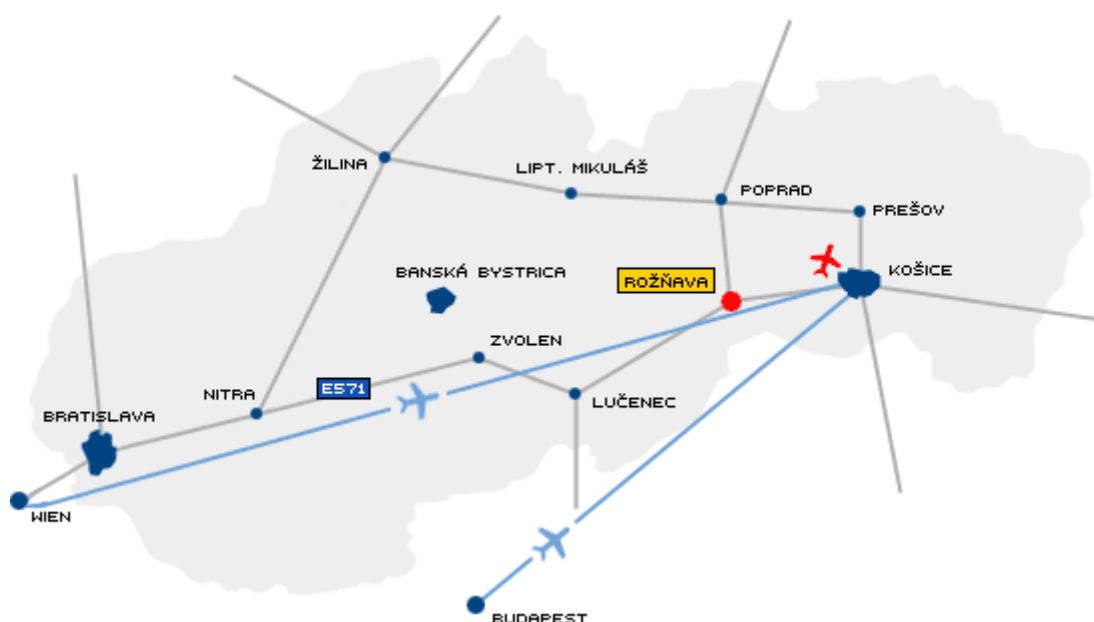 ŽILINA
LIPT. MIKULÁŠ
POPRAD
PREŠOV
BANSKÁ BYSTRICA
ROŽŇAVA
KOŠICE
ZVOLEN
E571
NITRA
LUČENEC
BRATISLAVA
WIEN
BUDAPEST